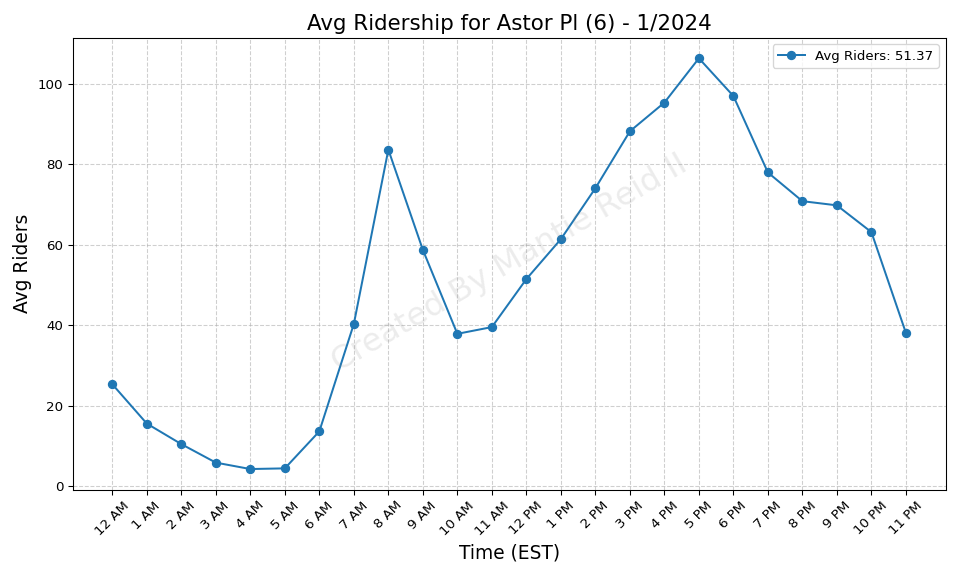 Avg Ridership for Astor Pl (6) - 1/2024
Avg Riders: 51.37
Avg Riders
100
80
60
40
20
0
Created By Mantie Reid II
12 AM
1 AM
2 AM
3 AM
4 AM
5 AM
6 AM
7 AM
8 AM
9 AM
10 AM
11 AM
12 PM
1 PM
2 PM
3 PM
4 PM
5 PM
6 PM
7 PM
8 PM
9 PM
10 PM
11 PM
Time (EST)